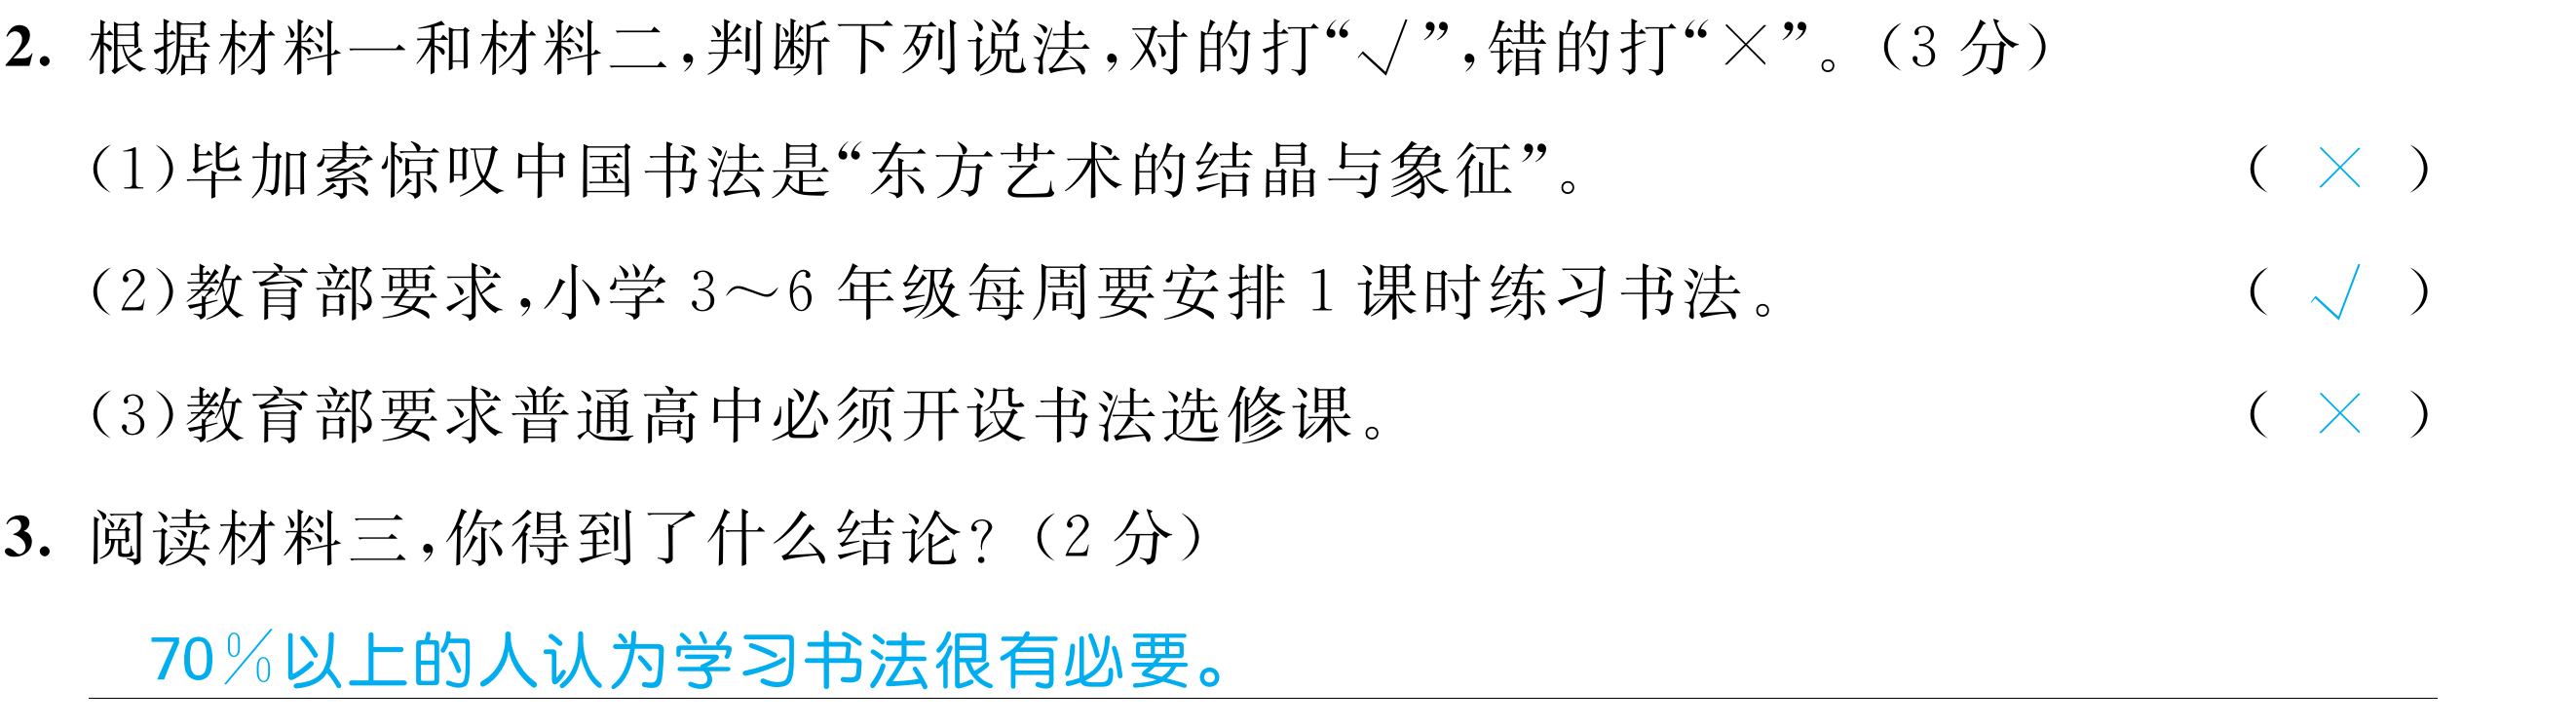 2. 根据材料一和材料二,判断下列说法,对的打“√”,错的打“×”。(3 分)
(1)毕加索惊叹中国书法是“东方艺术的结晶与象征”。 ( × )
(2)教育部要求,小学 3～6 年级每周要安排 1 课时练习书法。 ( √ )
(3)教育部要求普通高中必须开设书法选修课。 ( × )
3. 阅读材料三,你得到了什么结论?(2 分)
70%以上的人认为学习书法很有必要。